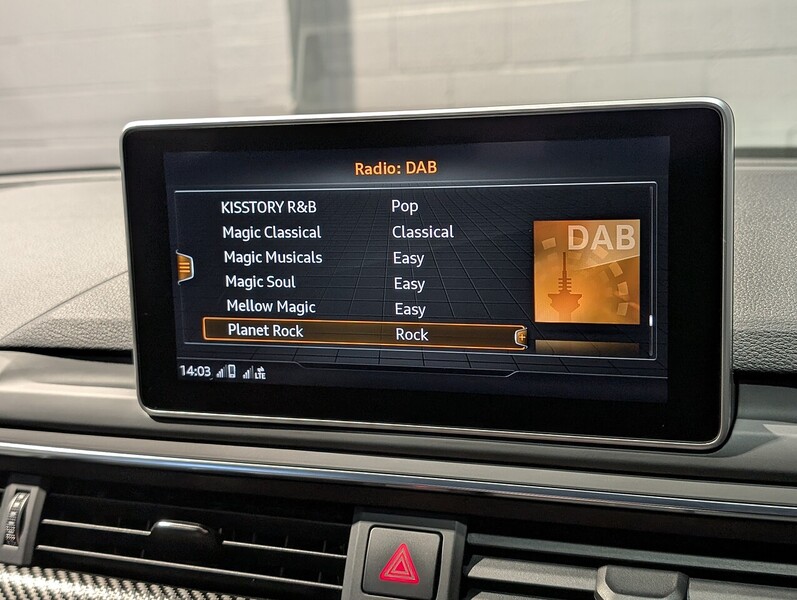 Radio: DAB
KISSTORY R&B Pop
Magic Classical Classical
Magic Musicals Easy
Magic Soul Easy
Mellow Magic Easy
Planet Rock Rock
DAB
14:03 LTE